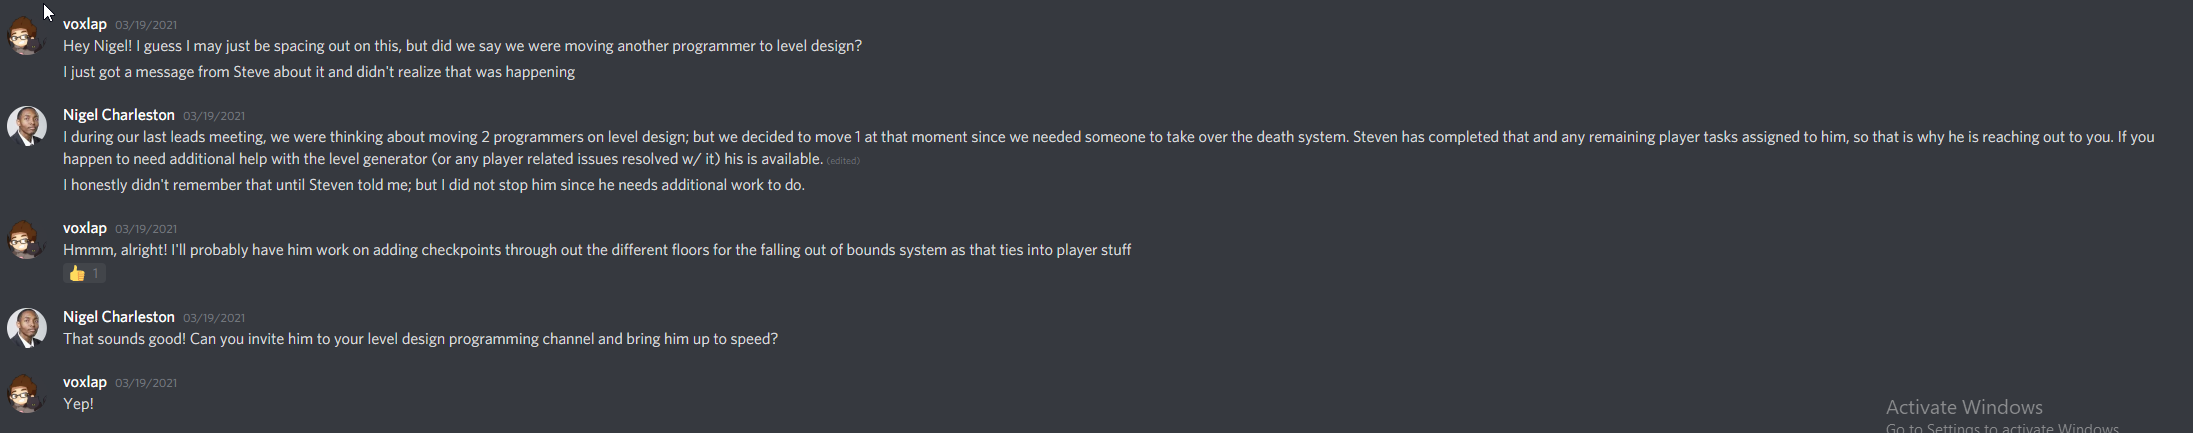 voxlap 03/19/2021
Hey Nigel! I guess I may just be spacing out on this, but did we say we were moving another programmer to level design?
I just got a message from Steve about it and didn't realize that was happening
Nigel Charleston 03/19/2021
I during our last leads meeting, we were thinking about moving 2 programmers on level design; but we decided to move 1 at that moment since we needed someone to take over the death system. Steven has completed that and any remaining player tasks assigned to him, so that is why he is reaching out to you. If you
happen to need additional help with the level generator (or any player related issues resolved w/ it) his is available. (edited)
I honestly didn't remember that until Steven told me; but I did not stop him since he needs additional work to do.
voxlap 03/19/2021
Hmmm, alright! I'll probably have him work on adding checkpoints through out the different floors for the falling out of bounds system as that ties into player stuff
👍 1
Nigel Charleston 03/19/2021
That sounds good! Can you invite him to your level design programming channel and bring him up to speed?
voxlap 03/19/2021
Yep!
Activate Windows
Go to Settings to activate Windows